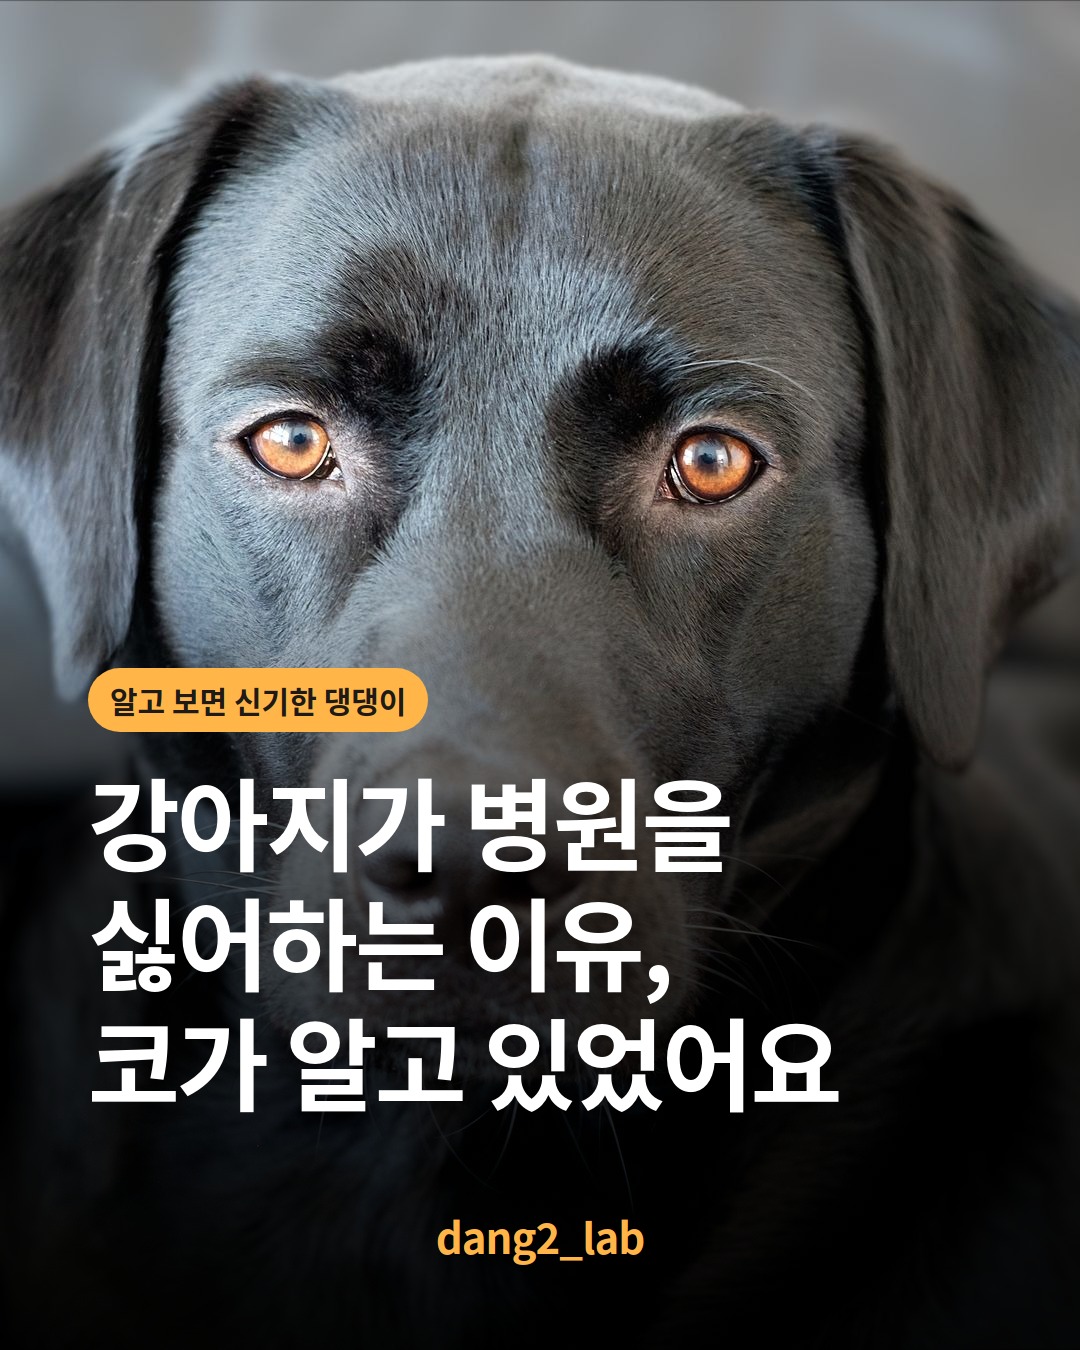 알고 보면 신기한 댕댕이
강아지가 병원을
싫어하는 이유,
코가 알고 있었어요
dang2_lab